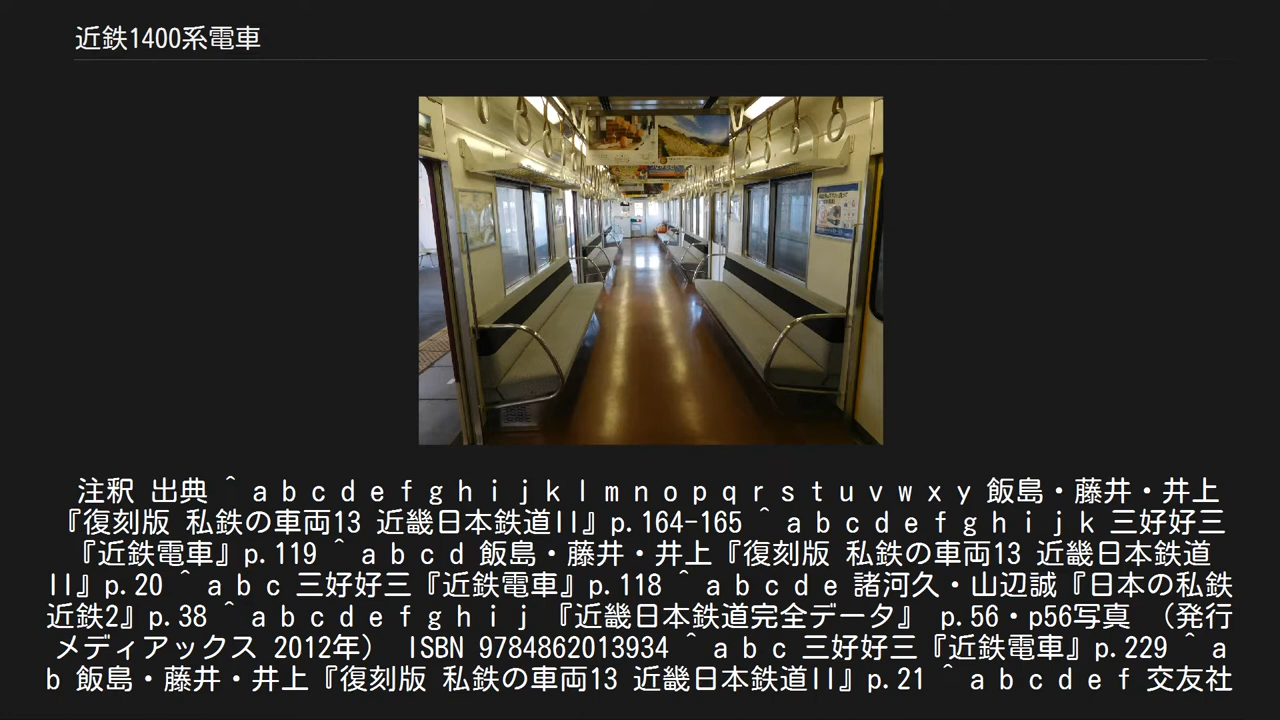 近鉄1400系電車
注釈 出典 ^ a b c d e f g h i j k l m n o p q r s t u v w x y 飯島・藤井・井上
『復刻版 私鉄の車両13 近畿日本鉄道II』p.164-165 ^ a b c d e f g h i j k 三好好三
『近鉄電車』p.119 ^ a b c d 飯島・藤井・井上『復刻版 私鉄の車両13 近畿日本鉄道
II』p.20 ^ a b c 三好好三『近鉄電車』p.118 ^ a b c d e 諸河久・山辺誠『日本の私鉄
近鉄2』p.38 ^ a b c d e f g h i j 『近畿日本鉄道完全データ』 p.56・p56写真 （発行
メディアックス 2012年） ISBN 9784862013934 ^ a b c 三好好三『近鉄電車』p.229 ^ a
b 飯島・藤井・井上『復刻版 私鉄の車両13 近畿日本鉄道II』p.21 ^ a b c d e f 交友社